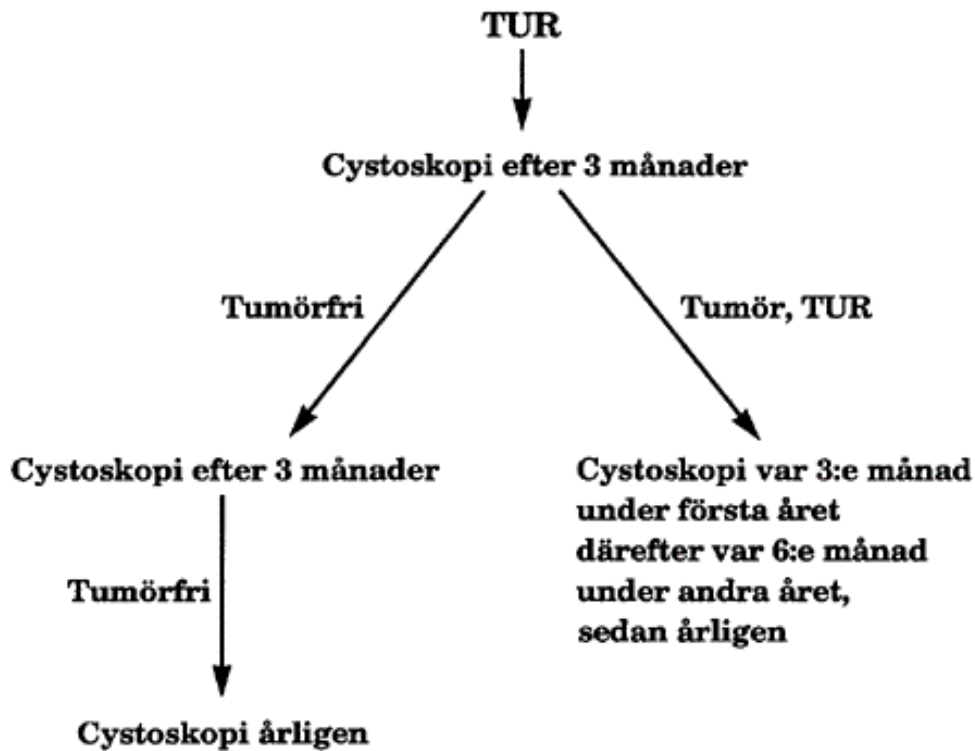 TUR
Cystoskopi efter 3 månader
Tumörfri
Tumör, TUR
Cystoskopi efter 3 månader
Cystoskopi var 3:e månad
under första året
därefter var 6:e månad
under andra året,
sedan årligen
Tumörfri
Cystoskopi årligen